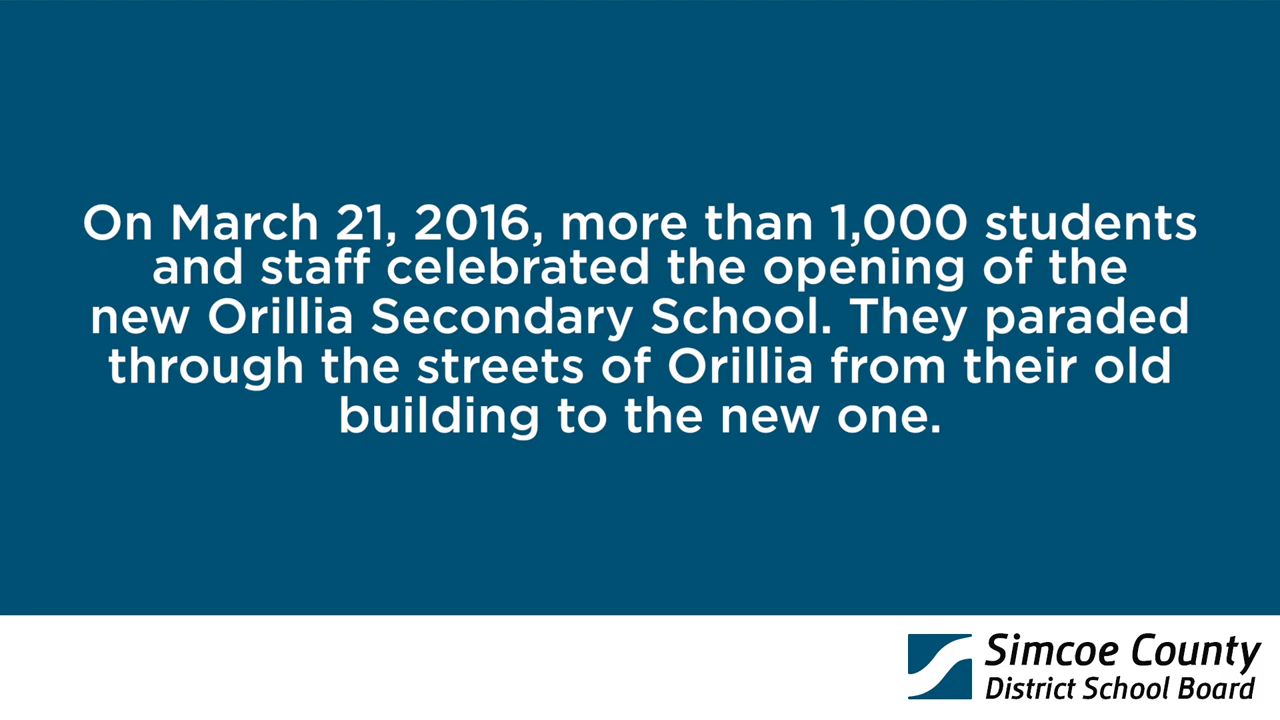 On March 21, 2016, more than 1,000 students
and staff celebrated the opening of the
new Orillia Secondary School. They paraded
through the streets of Orillia from their old
building to the new one.
Simcoe County
District School Board